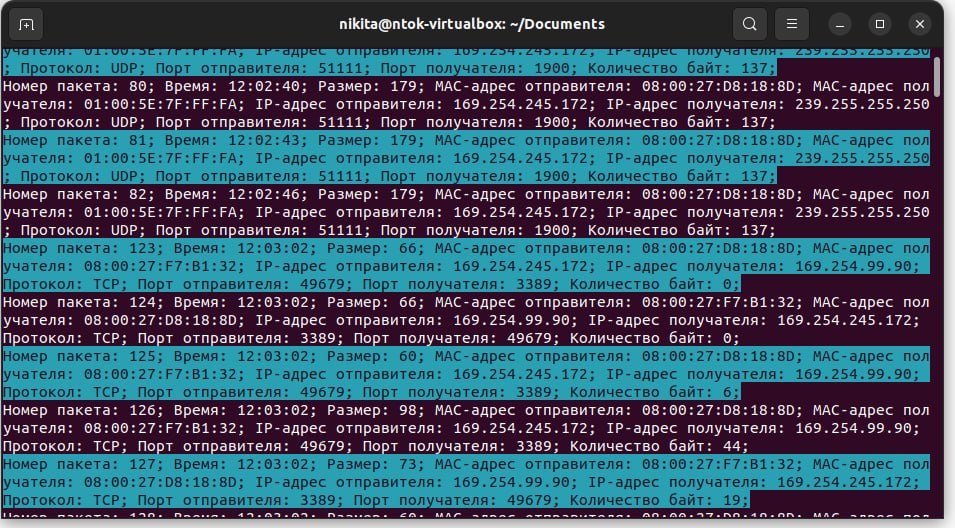 nikita@ntok-virtualbox: ~/Documents
учателя: 01:00:5E:7F:FF:FA; IP-адрес отправителя: 169.254.245.172; IP-адрес получателя: 239.255.255.250
; Протокол: UDP; Порт отправителя: 51111; Порт получателя: 1900; Количество байт: 137;
Номер пакета: 80; Время: 12:02:40; Размер: 179; MAC-адрес отправителя: 08:00:27:D8:18:8D; MAC-адрес пол
учателя: 01:00:5E:7F:FF:FA; IP-адрес отправителя: 169.254.245.172; IP-адрес получателя: 239.255.255.250
; Протокол: UDP; Порт отправителя: 51111; Порт получателя: 1900; Количество байт: 137;
Номер пакета: 81; Время: 12:02:43; Размер: 179; MAC-адрес отправителя: 08:00:27:D8:18:8D; MAC-адрес пол
учателя: 01:00:5E:7F:FF:FA; IP-адрес отправителя: 169.254.245.172; IP-адрес получателя: 239.255.255.250
; Протокол: UDP; Порт отправителя: 51111; Порт получателя: 1900; Количество байт: 137;
Номер пакета: 82; Время: 12:02:46; Размер: 179; MAC-адрес отправителя: 08:00:27:D8:18:8D; MAC-адрес пол
учателя: 01:00:5E:7F:FF:FA; IP-адрес отправителя: 169.254.245.172; IP-адрес получателя: 239.255.255.250
; Протокол: UDP; Порт отправителя: 51111; Порт получателя: 1900; Количество байт: 137;
Номер пакета: 123; Время: 12:03:02; Размер: 66; MAC-адрес отправителя: 08:00:27:D8:18:8D; MAC-адрес пол
учателя: 08:00:27:F7:B1:32; IP-адрес отправителя: 169.254.245.172; IP-адрес получателя: 169.254.99.90;
Протокол: TCP; Порт отправителя: 49679; Порт получателя: 3389; Количество байт: 0;
Номер пакета: 124; Время: 12:03:02; Размер: 66; MAC-адрес отправителя: 08:00:27:F7:B1:32; MAC-адрес пол
учателя: 08:00:27:D8:18:8D; IP-адрес отправителя: 169.254.99.90; IP-адрес получателя: 169.254.245.172;
Протокол: TCP; Порт отправителя: 3389; Порт получателя: 49679; Количество байт: 0;
Номер пакета: 125; Время: 12:03:02; Размер: 60; MAC-адрес отправителя: 08:00:27:D8:18:8D; MAC-адрес пол
учателя: 08:00:27:F7:B1:32; IP-адрес отправителя: 169.254.245.172; IP-адрес получателя: 169.254.99.90;
Протокол: TCP; Порт отправителя: 49679; Порт получателя: 3389; Количество байт: 6;
Номер пакета: 126; Время: 12:03:02; Размер: 98; MAC-адрес отправителя: 08:00:27:D8:18:8D; MAC-адрес пол
учателя: 08:00:27:F7:B1:32; IP-адрес отправителя: 169.254.245.172; IP-адрес получателя: 169.254.99.90;
Протокол: TCP; Порт отправителя: 49679; Порт получателя: 3389; Количество байт: 44;
Номер пакета: 127; Время: 12:03:02; Размер: 73; MAC-адрес отправителя: 08:00:27:F7:B1:32; MAC-адрес пол
учателя: 08:00:27:D8:18:8D; IP-адрес отправителя: 169.254.99.90; IP-адрес получателя: 169.254.245.172;
Протокол: TCP; Порт отправителя: 3389; Порт получателя: 49679; Количество байт: 19;